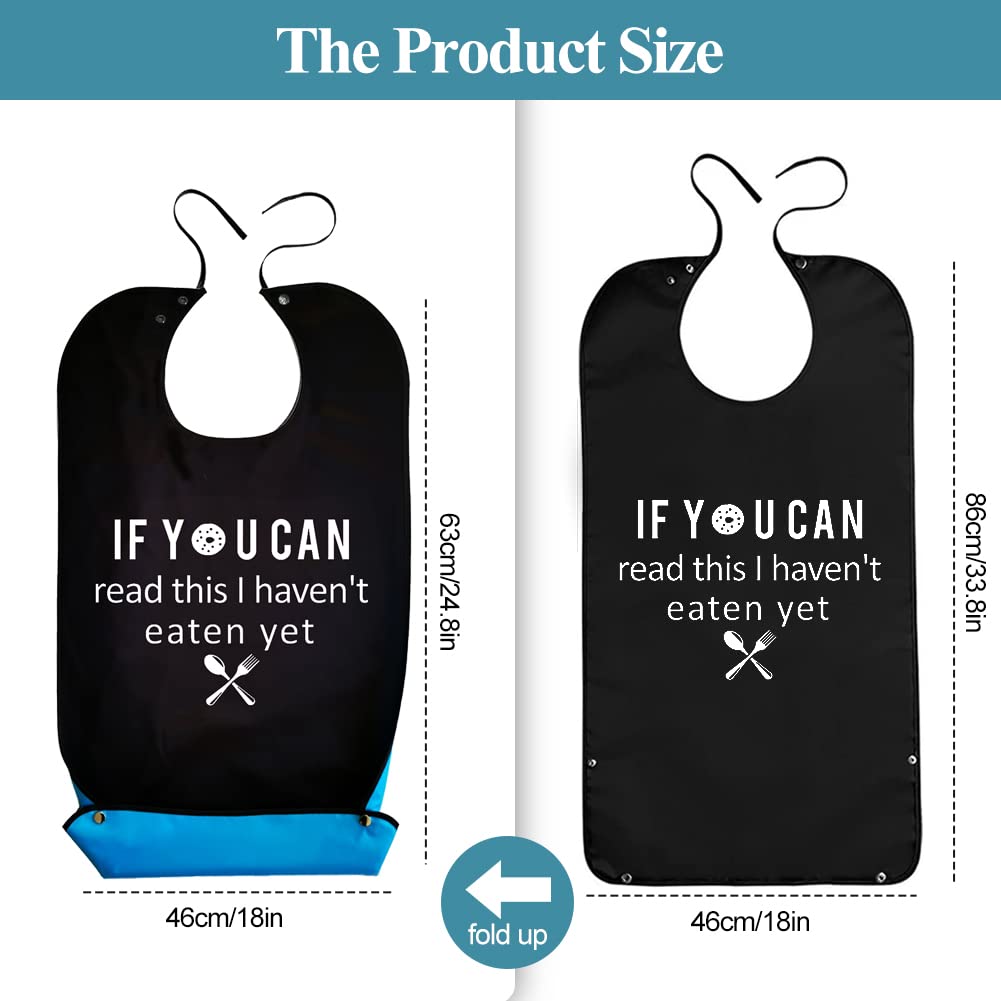 The Product Size
IF YOU CAN
read this I haven't
eaten yet
63cm/24.8in
46cm/18in
fold up
IF YOU CAN
read this I haven't
eaten yet
86cm/33.8in
46cm/18in